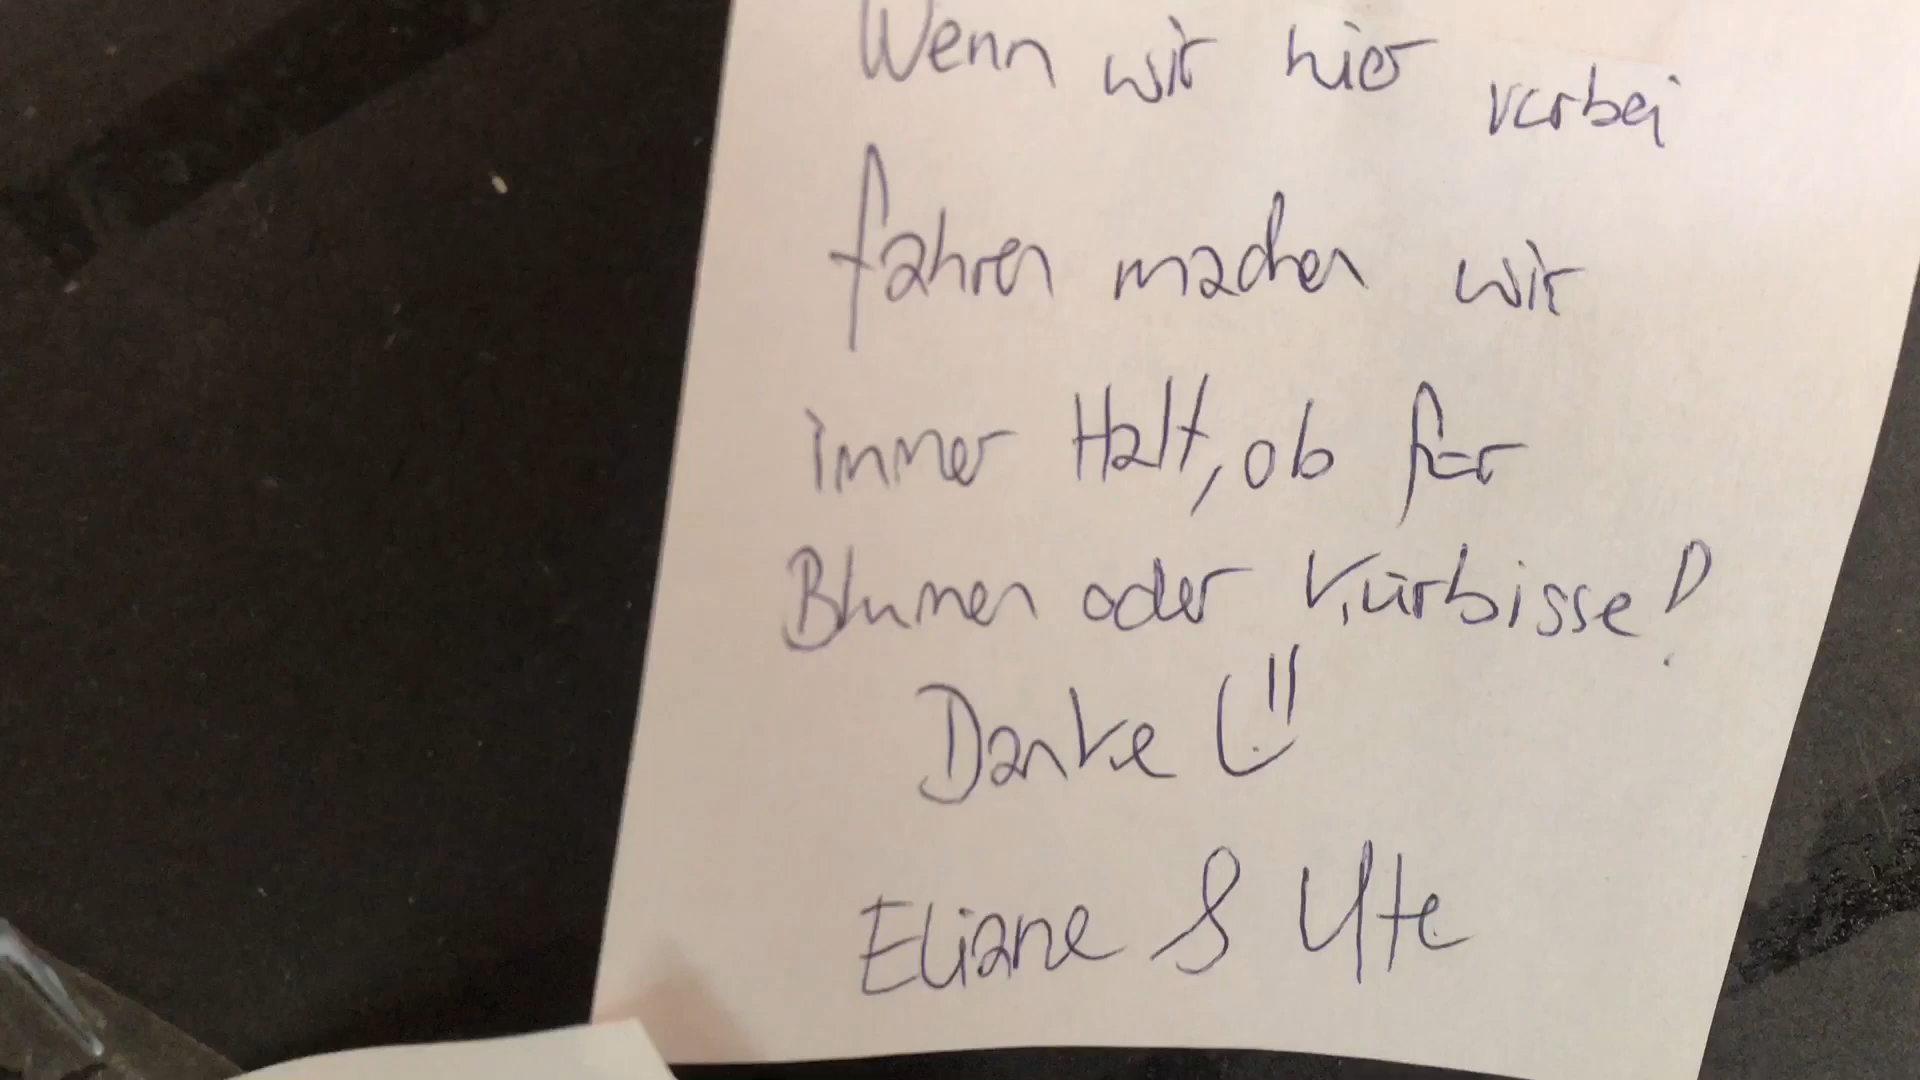 Wenn wir hier vorbei
fahren machen wir
immer Halt, ob für
Blumen oder Kürbisse!
Danke
Eliane & Ute